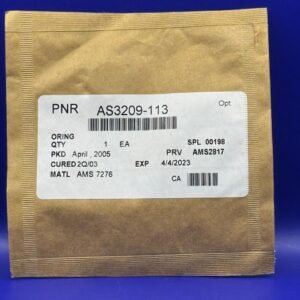 PNR AS3209-113 Opt
ORING
QTY 1 EA SPL 00198
PKD April , 2005 PRV AMS2817
CURED 2Q/03 EXP 4/4/2023
MATL AMS 7276 CA